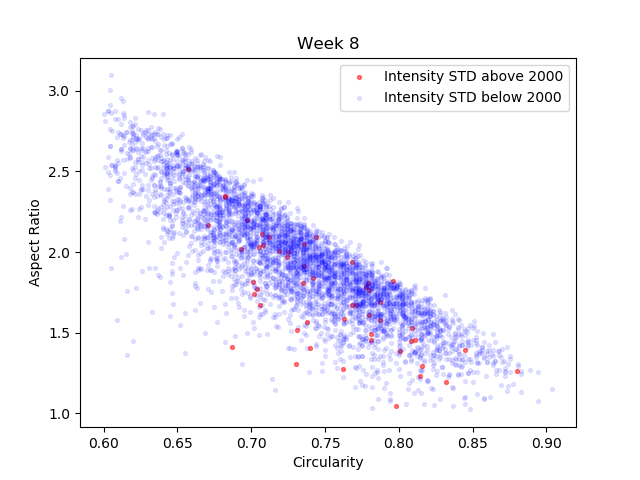 Week 8
Intensity STD above 2000
Intensity STD below 2000
3.0
2.5
2.0
1.5
1.0
Aspect Ratio
0.60 0.65 0.70 0.75 0.80 0.85 0.90
Circularity